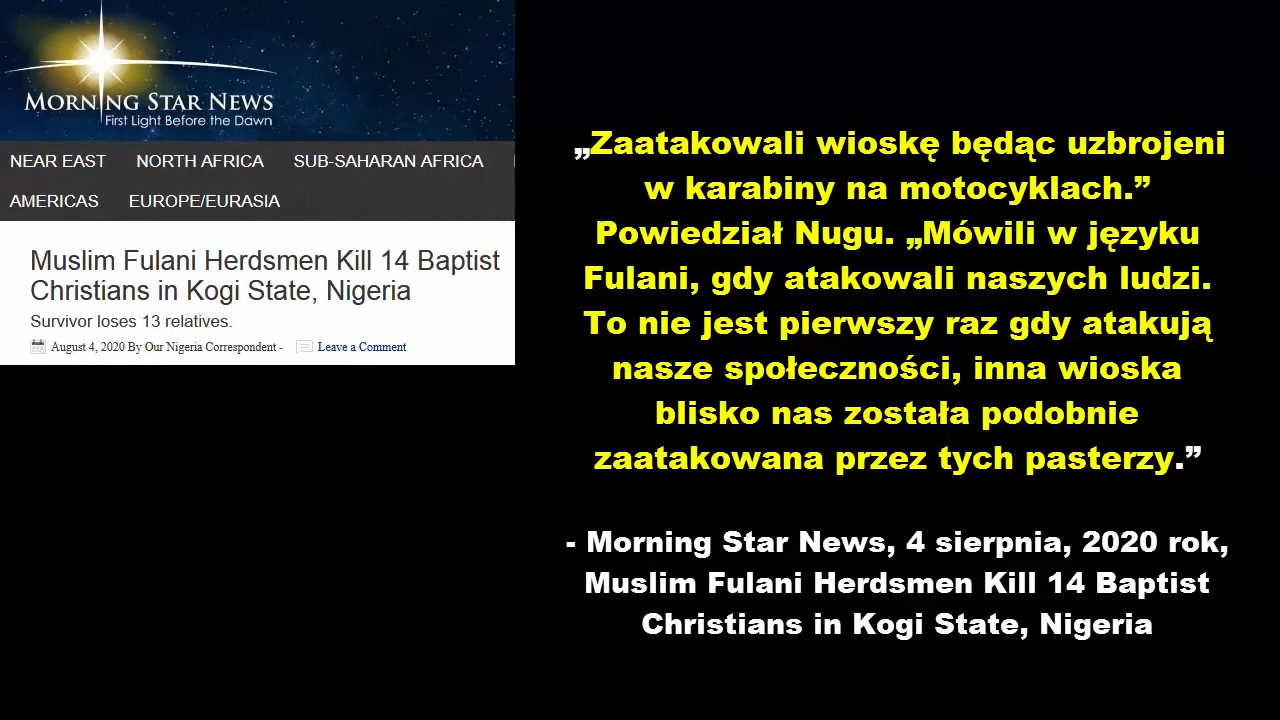 MORNING STAR NEWS
First Light Before the Dawn
NEAR EAST NORTH AFRICA SUB-SAHARAN AFRICA
AMERICAS EUROPE/EURASIA
Muslim Fulani Herdsmen Kill 14 Baptist
Christians in Kogi State, Nigeria
Survivor loses 13 relatives.
August 4, 2020 By Our Nigeria Correspondent - Leave a Comment
„Zaatakowali wioskę będąc uzbrojeni
w karabiny na motocyklach.”
Powiedział Nugu. „Mówili w języku
Fulani, gdy atakowali naszych ludzi.
To nie jest pierwszy raz gdy atakują
nasze społeczności, inna wioska
blisko nas została podobnie
zaatakowana przez tych pasterzy.”
- Morning Star News, 4 sierpnia, 2020 rok,
Muslim Fulani Herdsmen Kill 14 Baptist
Christians in Kogi State, Nigeria